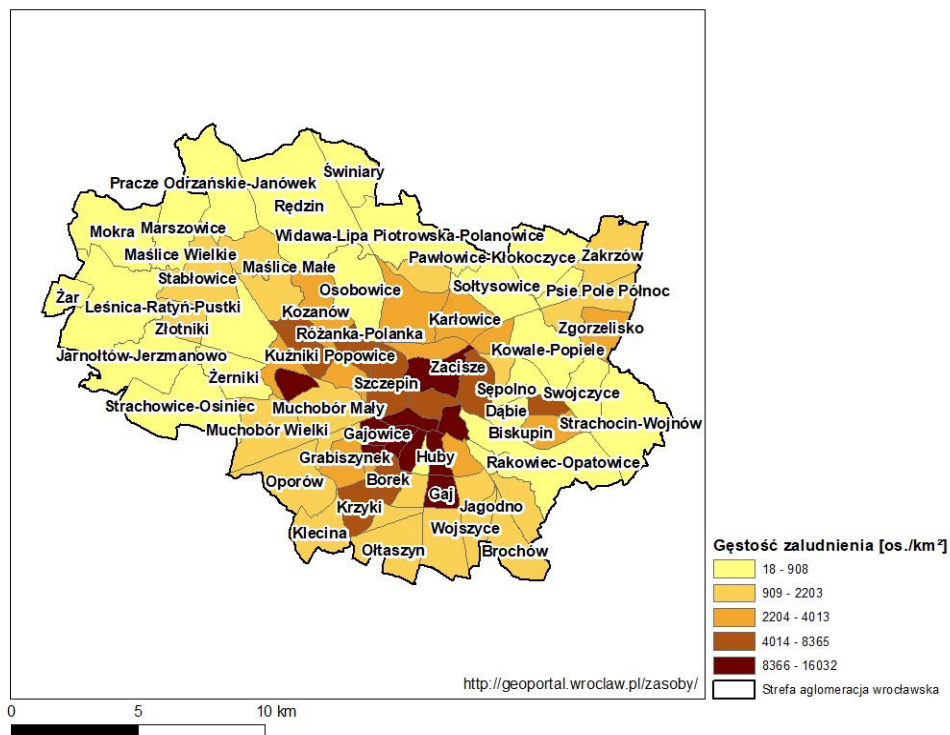 Świniary
Pracze Odrzańskie-Janówek
Rędzin
Mokra
Marszowice
Widawa-Lipa Piotrowska-Polanowice
Maślice Wielkie
Pawłowice-Kłokoczyce
Zakrzów
Maślice Małe
Stabłowice
Osobowice
Sołtysowice
Psie Pole Północ
Żar
Leśnica-Ratyń-Pustki
Kozanów
Karłowice
Złotniki
Różanka-Polanka
Zgorzelisko
Jarnołtów-Jerzmanowo
Kuźniki
Popowice
Kowale-Popiele
Żerniki
Szczepin
Zacisze
Sępolno
Swojczyce
Strachowice-Osiniec
Muchobór Mały
Dąbie
Strachocin-Wojnów
Muchobór Wielki
Gajowice
Biskupin
Grabiszynek
Huby
Rakowiec-Opatowice
Oporów
Borek
Gaj
Krzyki
Jagodno
Klecina
Wojszyce
Ołtaszyn
Brochów
Gęstość zaludnienia [os./km²]
18 - 908
909 - 2203
2204 - 4013
4014 - 8365
8366 - 16032
Strefa aglomeracja wrocławska
http://geoportal.wroclaw.pl/zasoby/
0 5 10 km